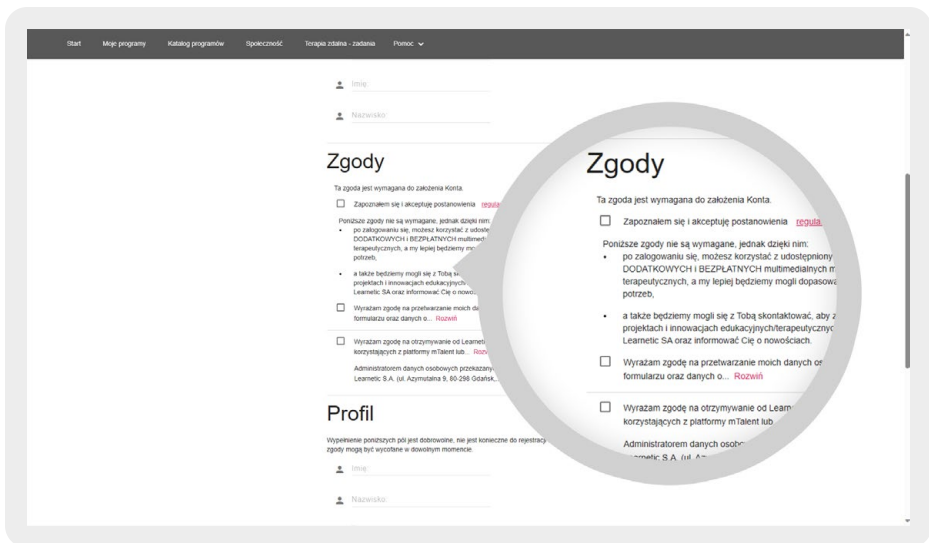 Start Moje programy Katalog programów Społeczność Terapia zdalna - zadania Pomoc
Imię:
Nazwisko:
Zgody
Ta zgoda jest wymagana do założenia Konta.
Zapoznałem się i akceptuję postanowienia regula
Poniższe zgody nie są wymagane, jednak dzięki nim:
po zalogowaniu się, możesz korzystać z udostę
DODATKOWYCH i BEZPŁATNYCH multimed
terapeutycznych, a my lepiej będziemy mo
potrzeb,
a także będziemy mogli się z Tobą sk
projektach i innowacjach edukacyjnych
Learnetic SA oraz informować Cię o nowo
Wyrażam zgodę na przetwarzanie moich da
formularzu oraz danych o... Rozwiń
Wyrażam zgodę na otrzymywanie od Learneti
korzystających z platformy mTalent lub... Rozw
Administratorem danych osobowych przekazany
Learnetic S.A. (ul. Azymutalna 9, 80-298 Gdańsk,...
Profil
Wypełnienie poniższych pól jest dobrowolne, nie jest konieczne do rejestracji
zgody mogą być wycofane w dowolnym momencie.
Imię:
Nazwisko:
Zgody
Ta zgoda jest wymagana do założenia Konta.
Zapoznałem się i akceptuję postanowienia regula
Poniższe zgody nie są wymagane, jednak dzięki nim:
po zalogowaniu się, możesz korzystać z udostępniony
DODATKOWYCH i BEZPŁATNYCH multimedialnych m
terapeutycznych, a my lepiej będziemy mogli dopasowa
potrzeb,
a także będziemy mogli się z Tobą skontaktować, aby z
projektach i innowacjach edukacyjnych/terapeutyczny
Learnetic SA oraz informować Cię o nowościach.
Wyrażam zgodę na przetwarzanie moich danych os
formularzu oraz danych o... Rozwiń
Wyrażam zgodę na otrzymywanie od Learn
korzystających z platformy mTalent lub
Administratorem danych osobo
S.A. (ul.